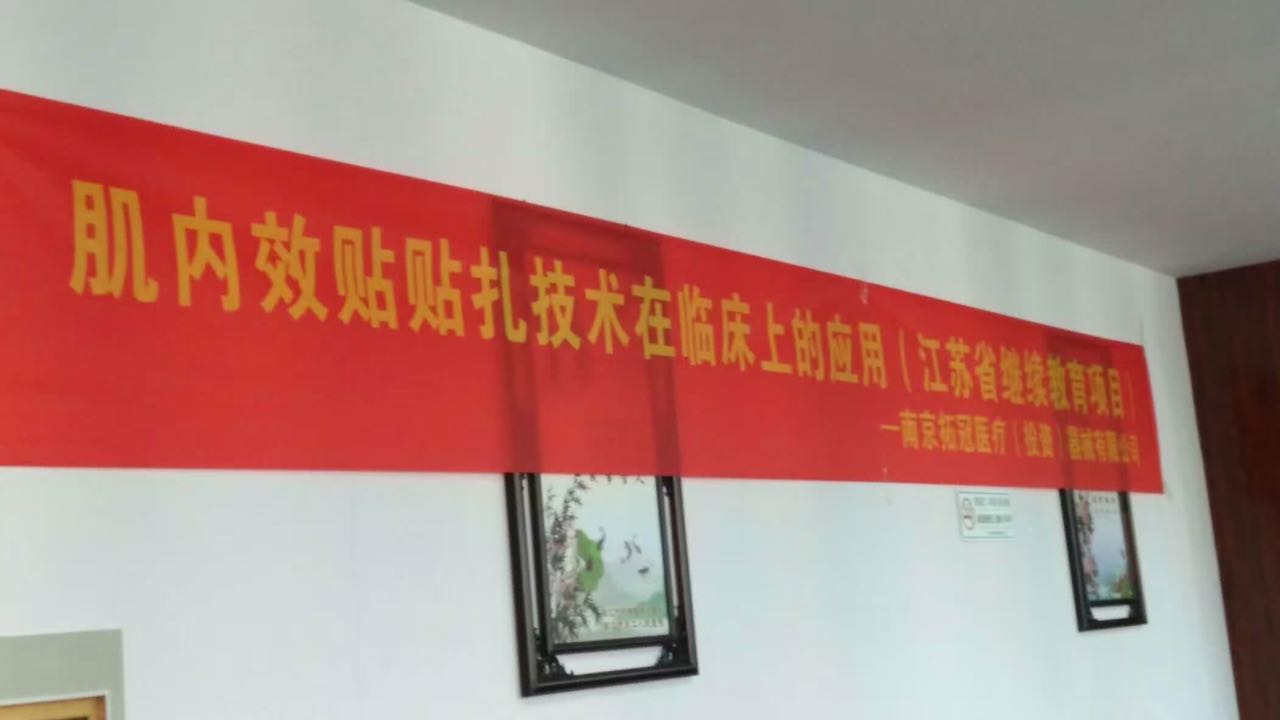 肌内效贴贴扎技术在临床上的应用（江苏省继续教育项目）
—南京拓冠医疗（投资）器械有限公司